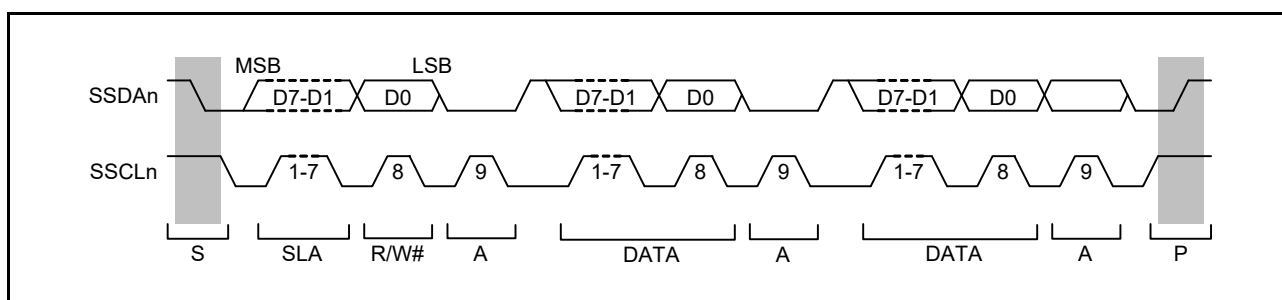 MSB LSB
SSDAn D7-D1 D0 D7-D1 D0 D7-D1 D0
SSCLn 1-7 8 9 1-7 8 9 1-7 8 9
S SLA R/W# A DATA A DATA A P